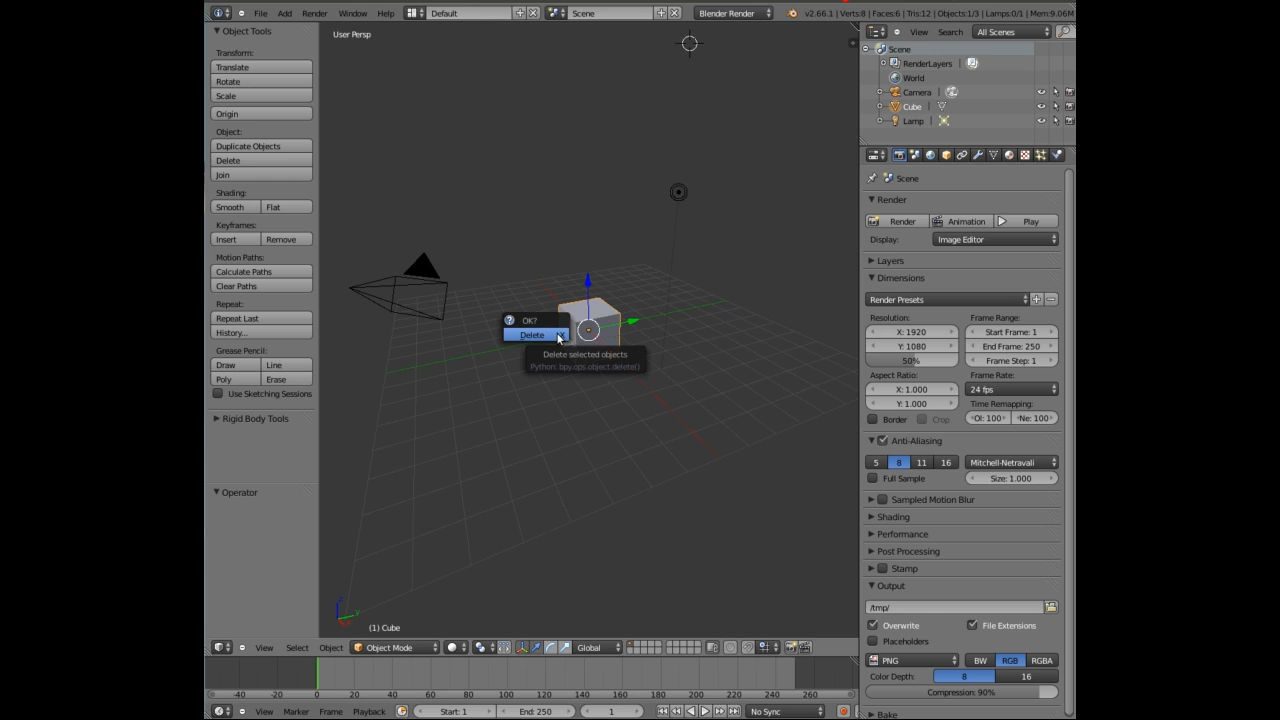 File Add Render Window Help Default Scene Blender Render v2.66.1 | Verts:8 | Faces:6 | Tris:12 | Objects:1/3 | Lamps:0/1 | Mem:9.06M
Object Tools
Transform:
Translate
Rotate
Scale
Origin
Object:
Duplicate Objects
Delete
Join
Shading:
Smooth Flat
Keyframes:
Insert Remove
Motion Paths:
Calculate Paths
Clear Paths
Repeat:
Repeat Last
History...
Grease Pencil:
Draw Line
Poly Erase
Use Sketching Sessions
Rigid Body Tools
Operator
User Persp
OK?
Delete X
Delete selected objects
Python: bpy.ops.object.delete()
z
y
(1) Cube
View Select Object Object Mode Global
-40 -20 0 20 40 60 80 100 120 140 160 180 200 220 240 260
View Marker Frame Playback Start: 1 End: 250 1 No Sync
View Search All Scenes
Scene
RenderLayers
World
Camera
Cube
Lamp
Scene
Render
Render Animation Play
Display: Image Editor
Layers
Dimensions
Render Presets
Resolution: Frame Range:
X: 1920 Start Frame: 1
Y: 1080 End Frame: 250
50% Frame Step: 1
Aspect Ratio: Frame Rate:
X: 1.000 24 fps
Y: 1.000 Time Remapping:
Border Crop Ol: 100 Ne: 100
Anti-Aliasing
5 8 11 16 Mitchell-Netravali
Full Sample Size: 1.000
Sampled Motion Blur
Shading
Performance
Post Processing
Stamp
Output
/tmp/
Overwrite File Extensions
Placeholders
PNG BW RGB RGBA
Color Depth: 8 16
Compression: 90%
Bake